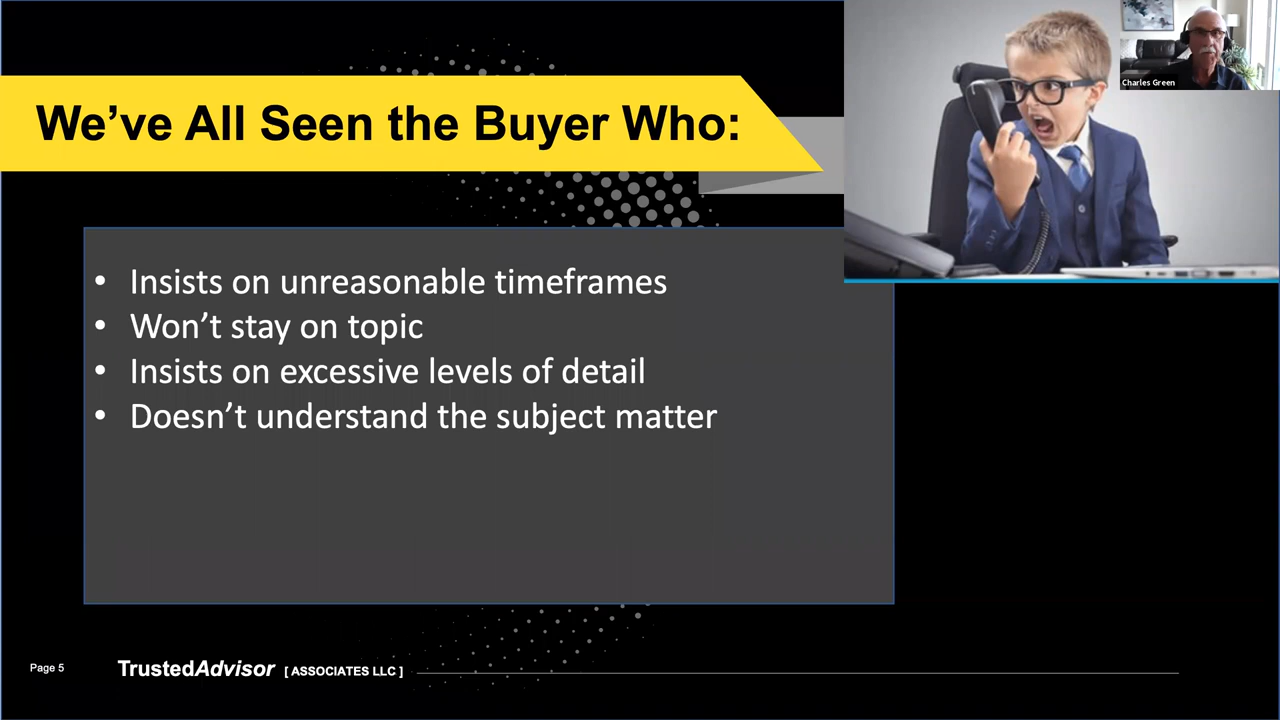 We’ve All Seen the Buyer Who:
Charles Green
• Insists on unreasonable timeframes
• Won’t stay on topic
• Insists on excessive levels of detail
• Doesn’t understand the subject matter
Page 5
TrustedAdvisor [ ASSOCIATES LLC ]